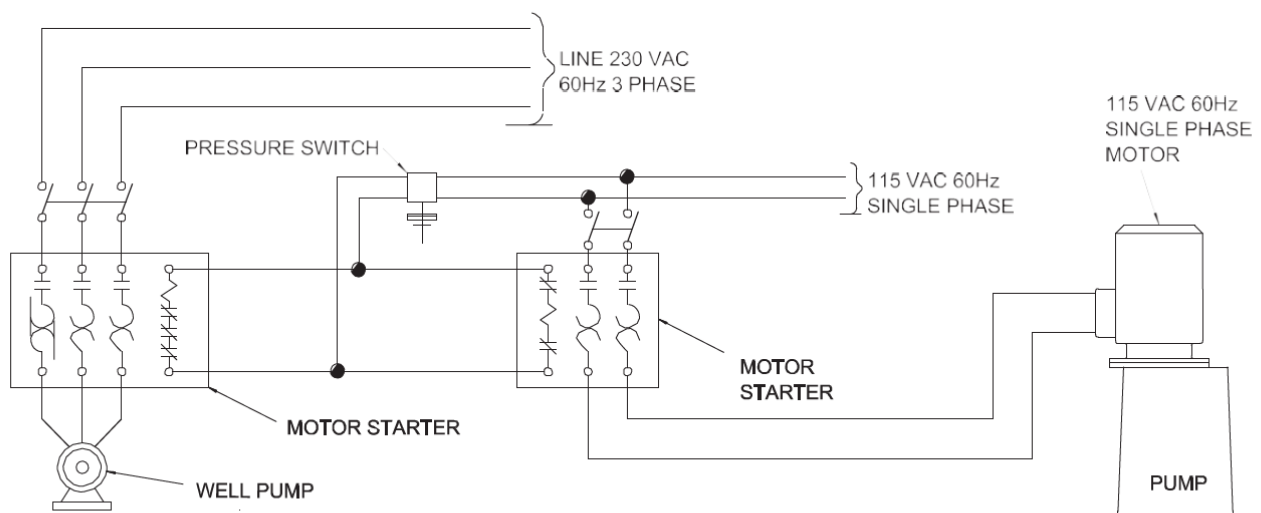 LINE 230 VAC
60Hz 3 PHASE
115 VAC 60Hz
SINGLE PHASE
MOTOR
PRESSURE SWITCH
115 VAC 60Hz
SINGLE PHASE
MOTOR
STARTER
MOTOR STARTER
WELL PUMP
PUMP